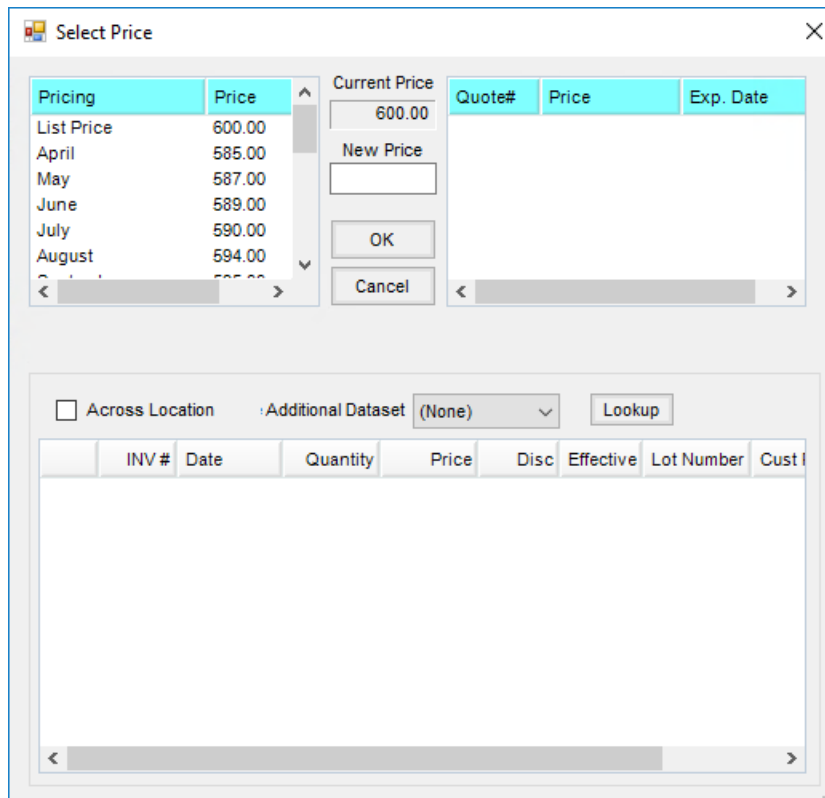 Select Price
Pricing Price
List Price 600.00
April 585.00
May 587.00
June 589.00
July 590.00
August 594.00
Current Price
600.00
New Price
OK
Cancel
Quote# Price Exp. Date
Across Location Additional Dataset (None) Lookup
INV # Date Quantity Price Disc Effective Lot Number Cust